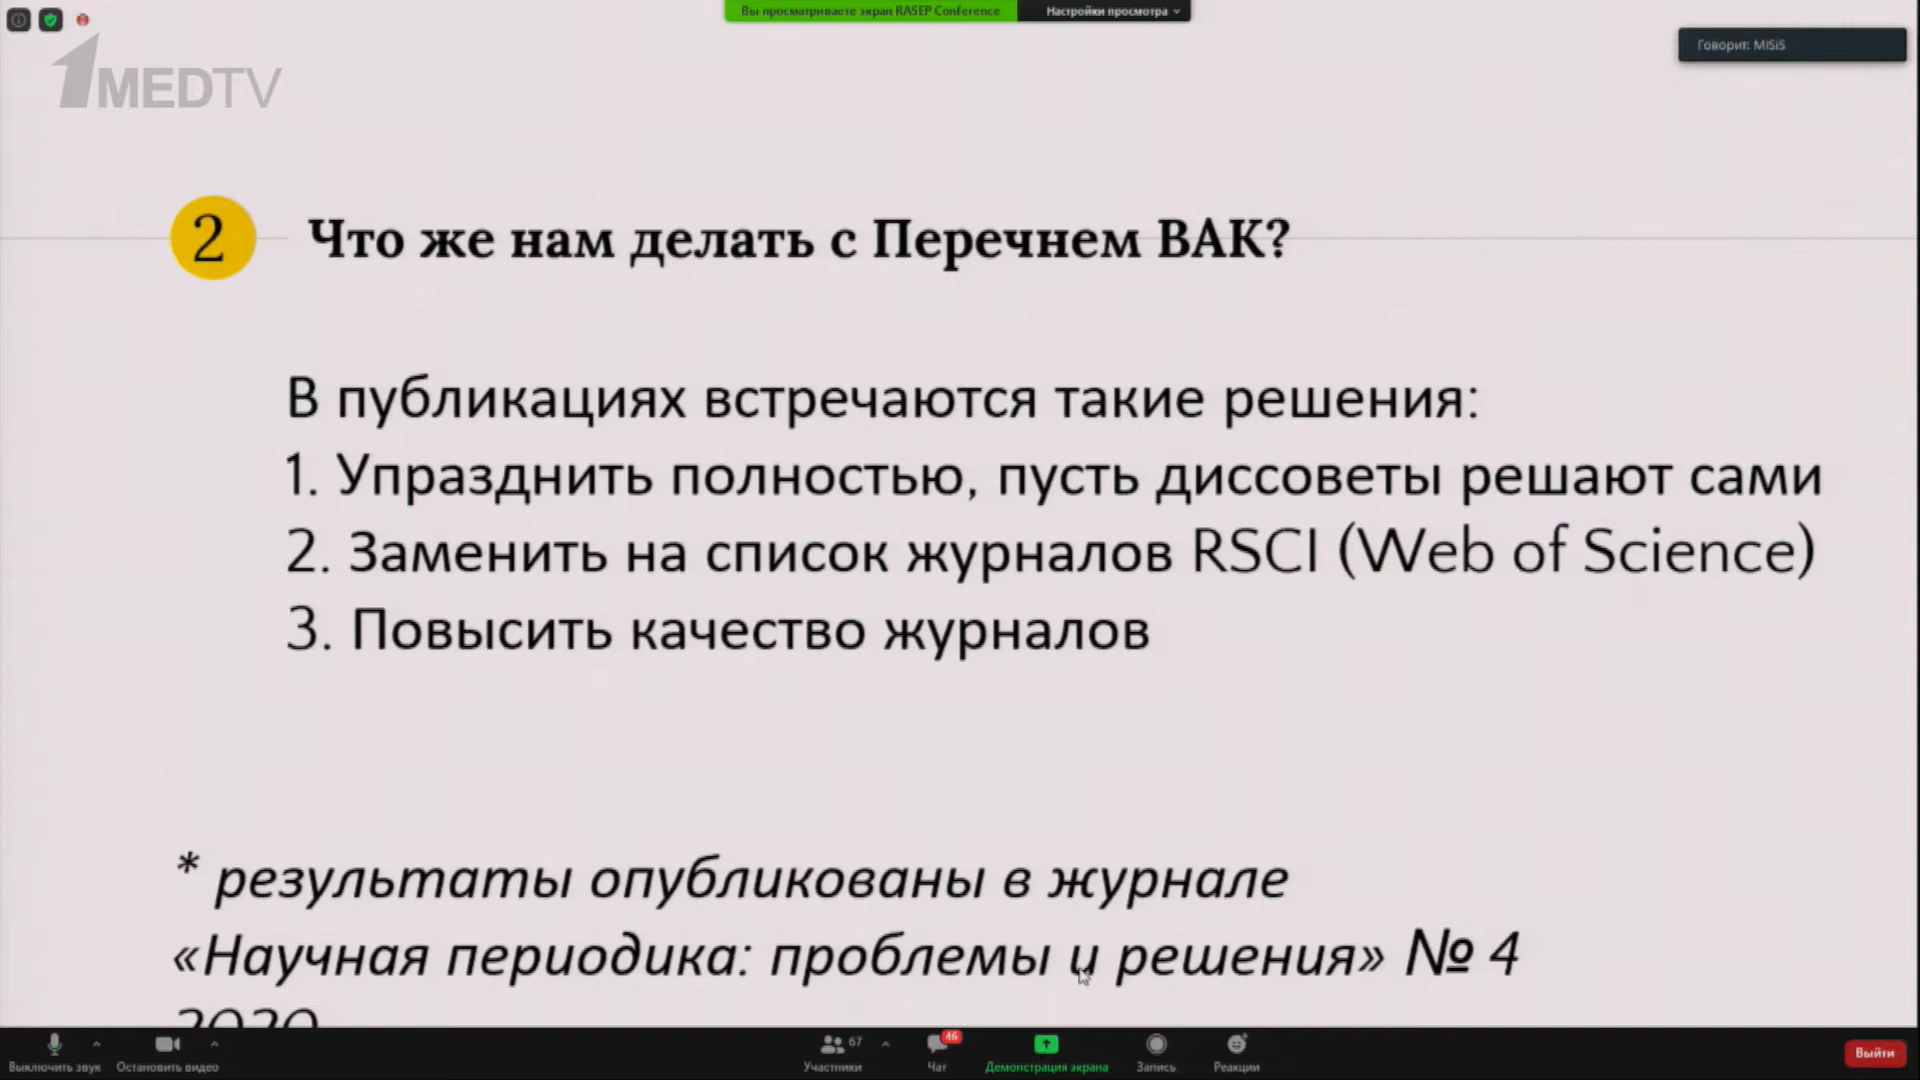 Вы просматриваете экран RASEP Conference
Настройки просмотра
1MEDTV
Говорит: MISiS
2
Что же нам делать с Перечнем ВАК?
В публикациях встречаются такие решения:
1. Упразднить полностью, пусть диссоветы решают сами
2. Заменить на список журналов RSCI (Web of Science)
3. Повысить качество журналов
* результаты опубликованы в журнале
«Научная периодика: проблемы и решения» № 4
2020
67
46
Выключить звук
Остановить видео
Участники
Чат
Демонстрация экрана
Запись
Реакции
Выйти